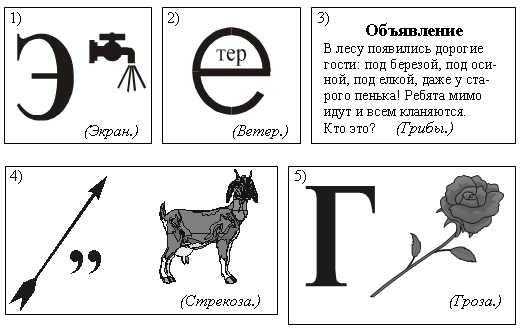 1)
Э
(Экран.)
2)
е
тер
(Ветер.)
3)
Объявление
В лесу появились дорогие
гости: под березой, под оси-
ной, под елкой, даже у ста-
рого пенька! Ребята мимо
идут и всем кланяются.
Кто это? (Грибы.)
4)
,,
(Стрекоза.)
5)
Г
(Гроза.)